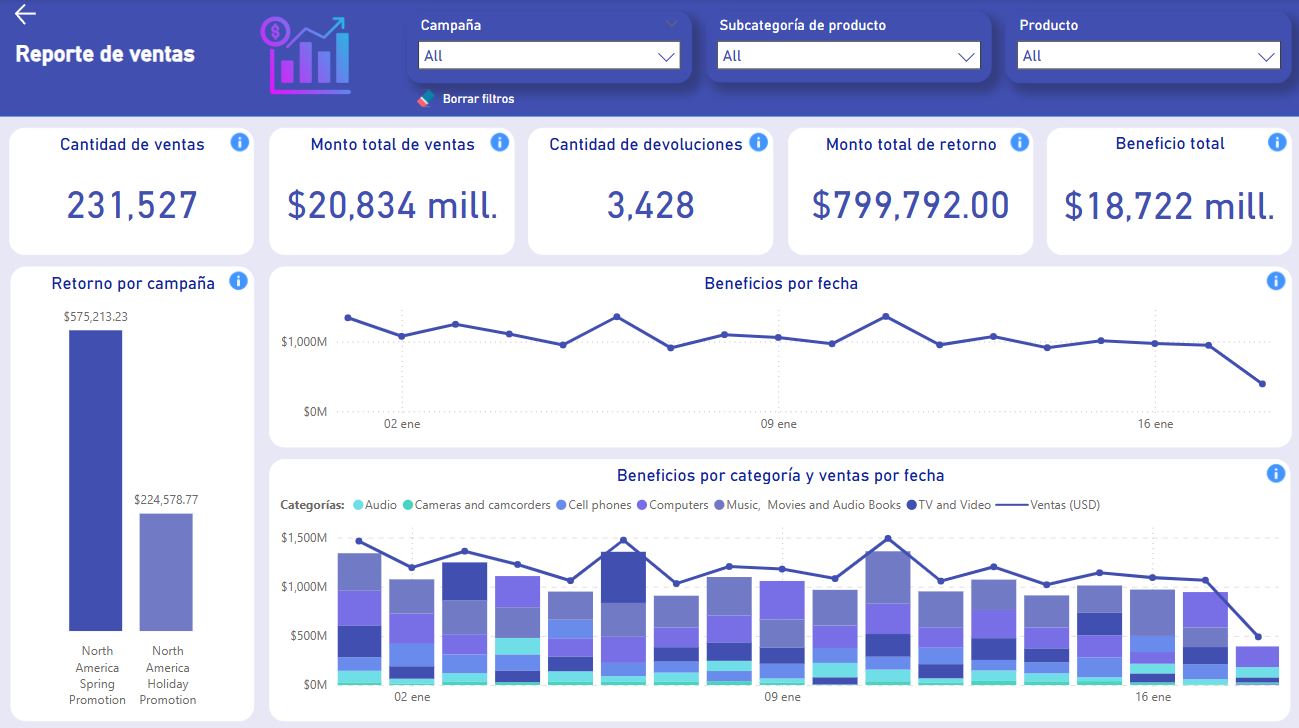 Reporte de ventas
Campaña
All
Subcategoría de producto
All
Producto
All
Borrar filtros
Cantidad de ventas
231,527
Monto total de ventas
$20,834 mill.
Cantidad de devoluciones
3,428
Monto total de retorno
$799,792.00
Beneficio total
$18,722 mill.
Retorno por campaña
$575,213.23
$224,578.77
North
America
Spring
Promotion
North
America
Holiday
Promotion
Beneficios por fecha
$1,000M
$0M
02 ene
09 ene
16 ene
Beneficios por categoría y ventas por fecha
Categorías: Audio Cameras and camcorders Cell phones Computers Music, Movies and Audio Books TV and Video Ventas (USD)
$1,500M
$1,000M
$500M
$0M
02 ene
09 ene
16 ene